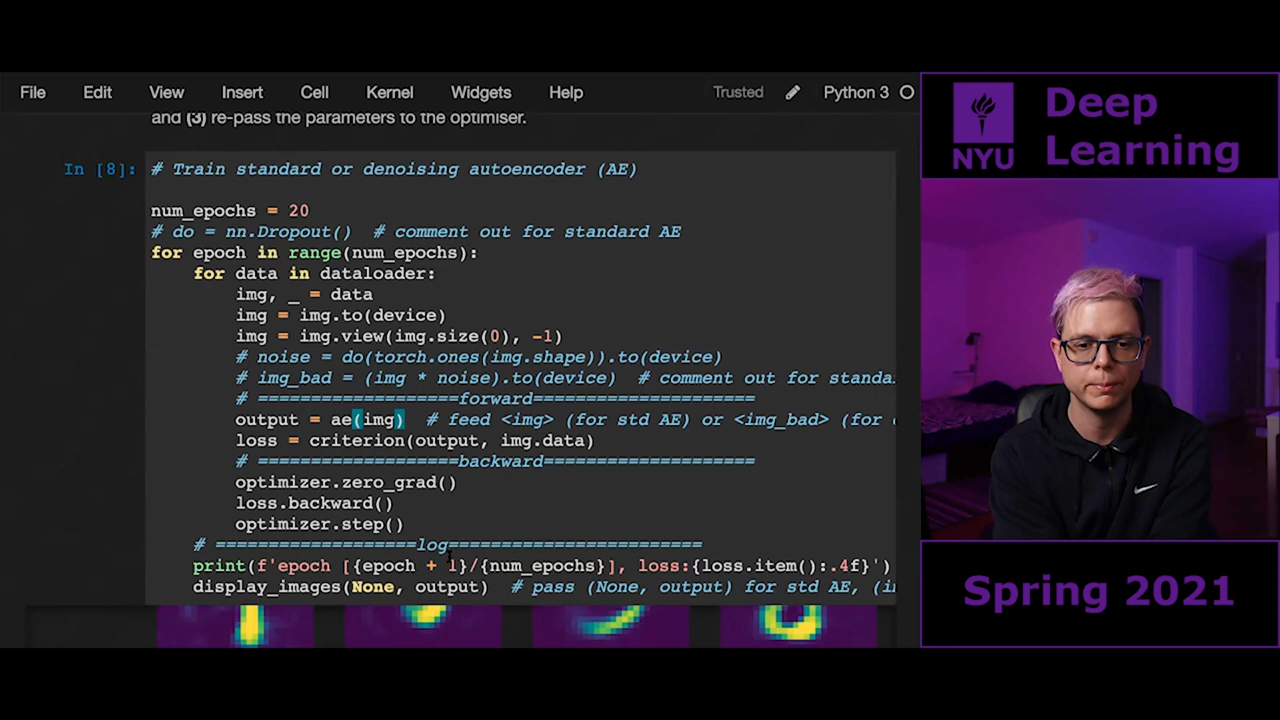 File Edit View Insert Cell Kernel Widgets Help Trusted Python 3
and (3) re-pass the parameters to the optimiser.
In [8]:
# Train standard or denoising autoencoder (AE)
num_epochs = 20
# do = nn.Dropout()  # comment out for standard AE
for epoch in range(num_epochs):
    for data in dataloader:
        img, _ = data
        img = img.to(device)
        img = img.view(img.size(0), -1)
        # noise = do(torch.ones(img.shape)).to(device)
        # img_bad = (img * noise).to(device)  # comment out for standa
        # ===================forward=====================
        output = ae(img)  # feed <img> (for std AE) or <img_bad> (for
        loss = criterion(output, img.data)
        # ===================backward====================
        optimizer.zero_grad()
        loss.backward()
        optimizer.step()
    # ===================log========================
    print(f'epoch [{epoch + 1}/{num_epochs}], loss:{loss.item():.4f}')
    display_images(None, output)  # pass (None, output) for std AE, (i
NYU
Deep
Learning
Spring 2021